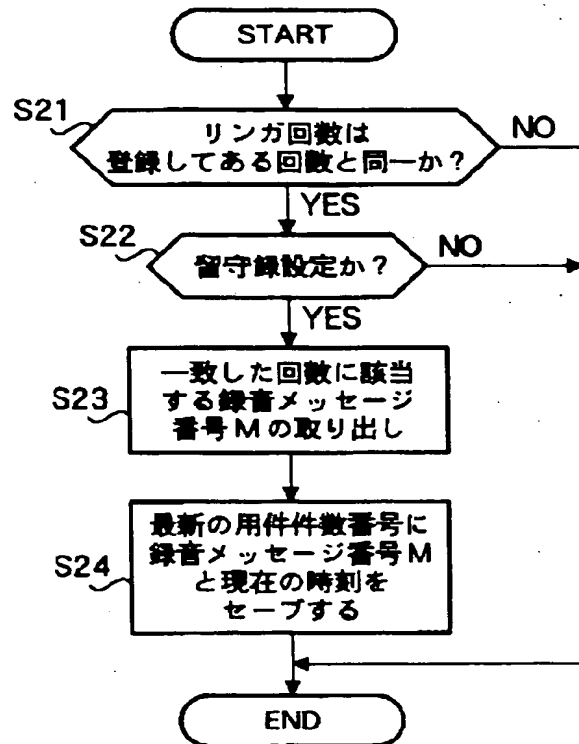 START
S21
リンガ回数は
登録してある回数と同一か?
NO
YES
S22
留守録設定か?
NO
YES
S23
一致した回数に該当
する録音メッセージ
番号Mの取り出し
S24
最新の用件件数番号に
録音メッセージ番号M
と現在の時刻を
セーブする
END